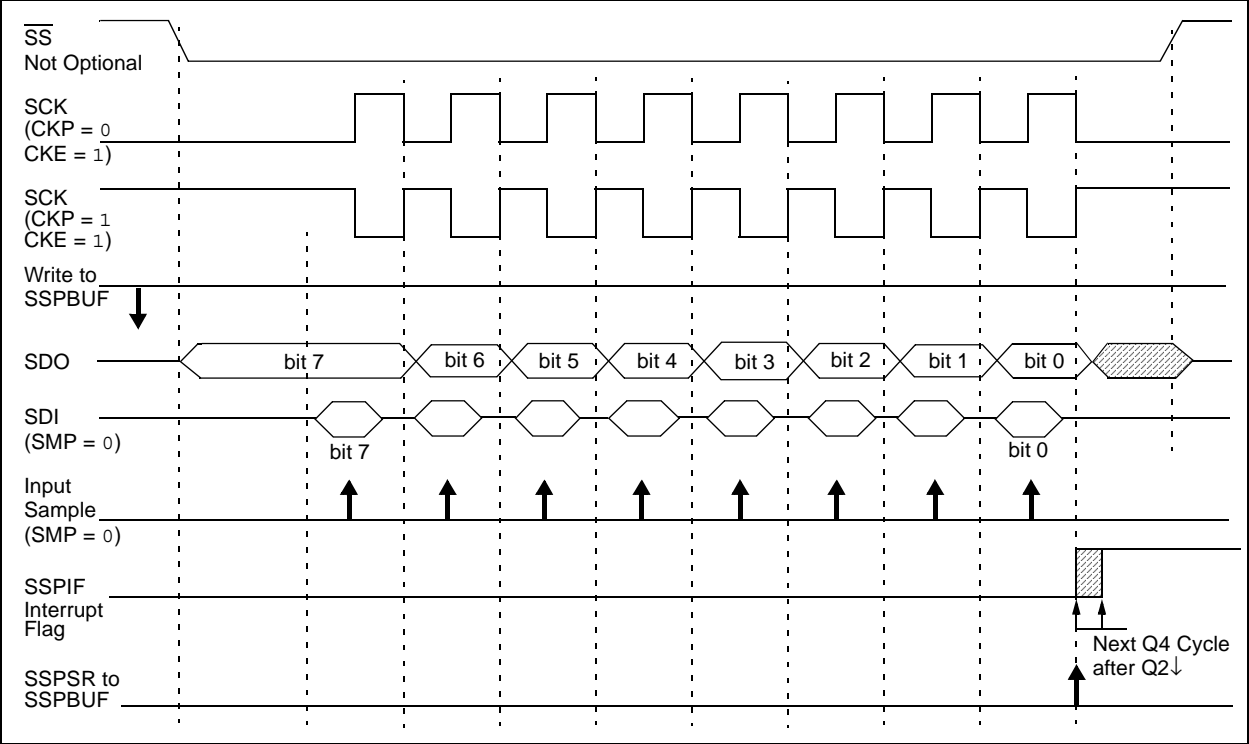 SS
Not Optional
SCK
(CKP = 0
CKE = 1)
SCK
(CKP = 1
CKE = 1)
Write to
SSPBUF
SDO
bit 7 bit 6 bit 5 bit 4 bit 3 bit 2 bit 1 bit 0
SDI
(SMP = 0)
bit 7 bit 0
Input
Sample
(SMP = 0)
SSPIF
Interrupt
Flag
Next Q4 Cycle
after Q2↓
SSPSR to
SSPBUF